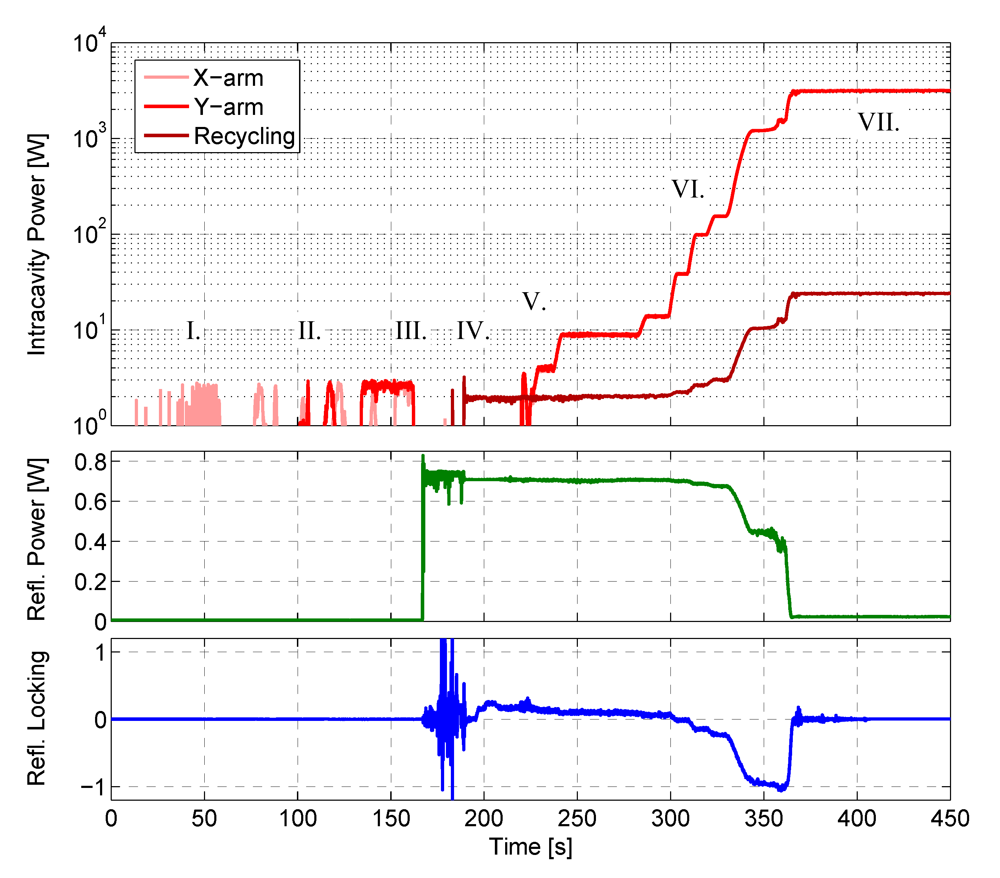 10^4
10^3
10^2
10^1
10^0
Intracavity Power [W]
X−arm
Y−arm
Recycling
I.
II.
III.
IV.
V.
VI.
VII.
0.8
0.6
0.4
0.2
0
Refl. Power [W]
1
0
−1
Refl. Locking
0 50 100 150 200 250 300 350 400 450
Time [s]